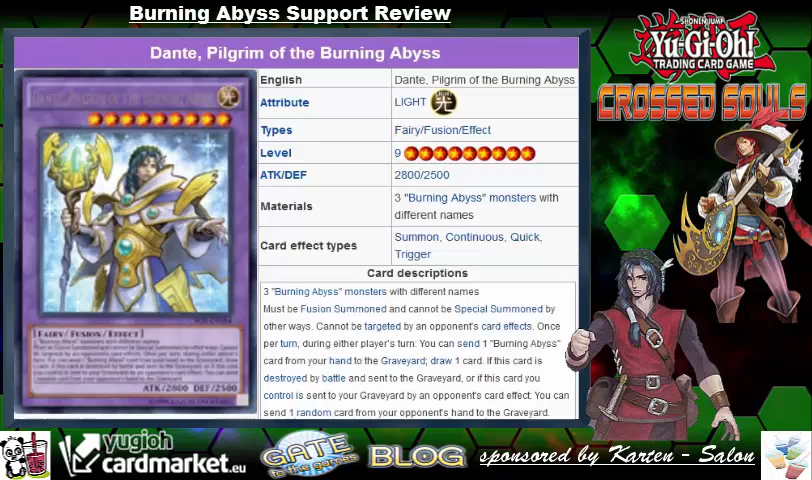 Burning Abyss Support Review
Dante, Pilgrim of the Burning Abyss
English Dante, Pilgrim of the Burning Abyss
Attribute LIGHT
Types Fairy/Fusion/Effect
Level 9
ATK/DEF 2800/2500
Materials 3 "Burning Abyss" monsters with
different names
Card effect types Summon, Continuous, Quick,
Trigger
Card descriptions
3 "Burning Abyss" monsters with different names
Must be Fusion Summoned and cannot be Special Summoned by
other ways. Cannot be targeted by an opponent's card effects. Once
per turn, during either player's turn: You can send 1 "Burning Abyss"
card from your hand to the Graveyard; draw 1 card. If this card is
destroyed by battle and sent to the Graveyard, or if this card you
control is sent to your Graveyard by an opponent's card effect: You can
send 1 random card from your opponent's hand to the Graveyard.
[FAIRY / FUSION / EFFECT]
ATK/2800 DEF/2500
SHONEN JUMP
Yu-Gi-Oh!
TRADING CARD GAME
CROSSED SOULS
yugioh
cardmarket.eu
GATE
to the games
BLOG
sponsored by Karten - Salon